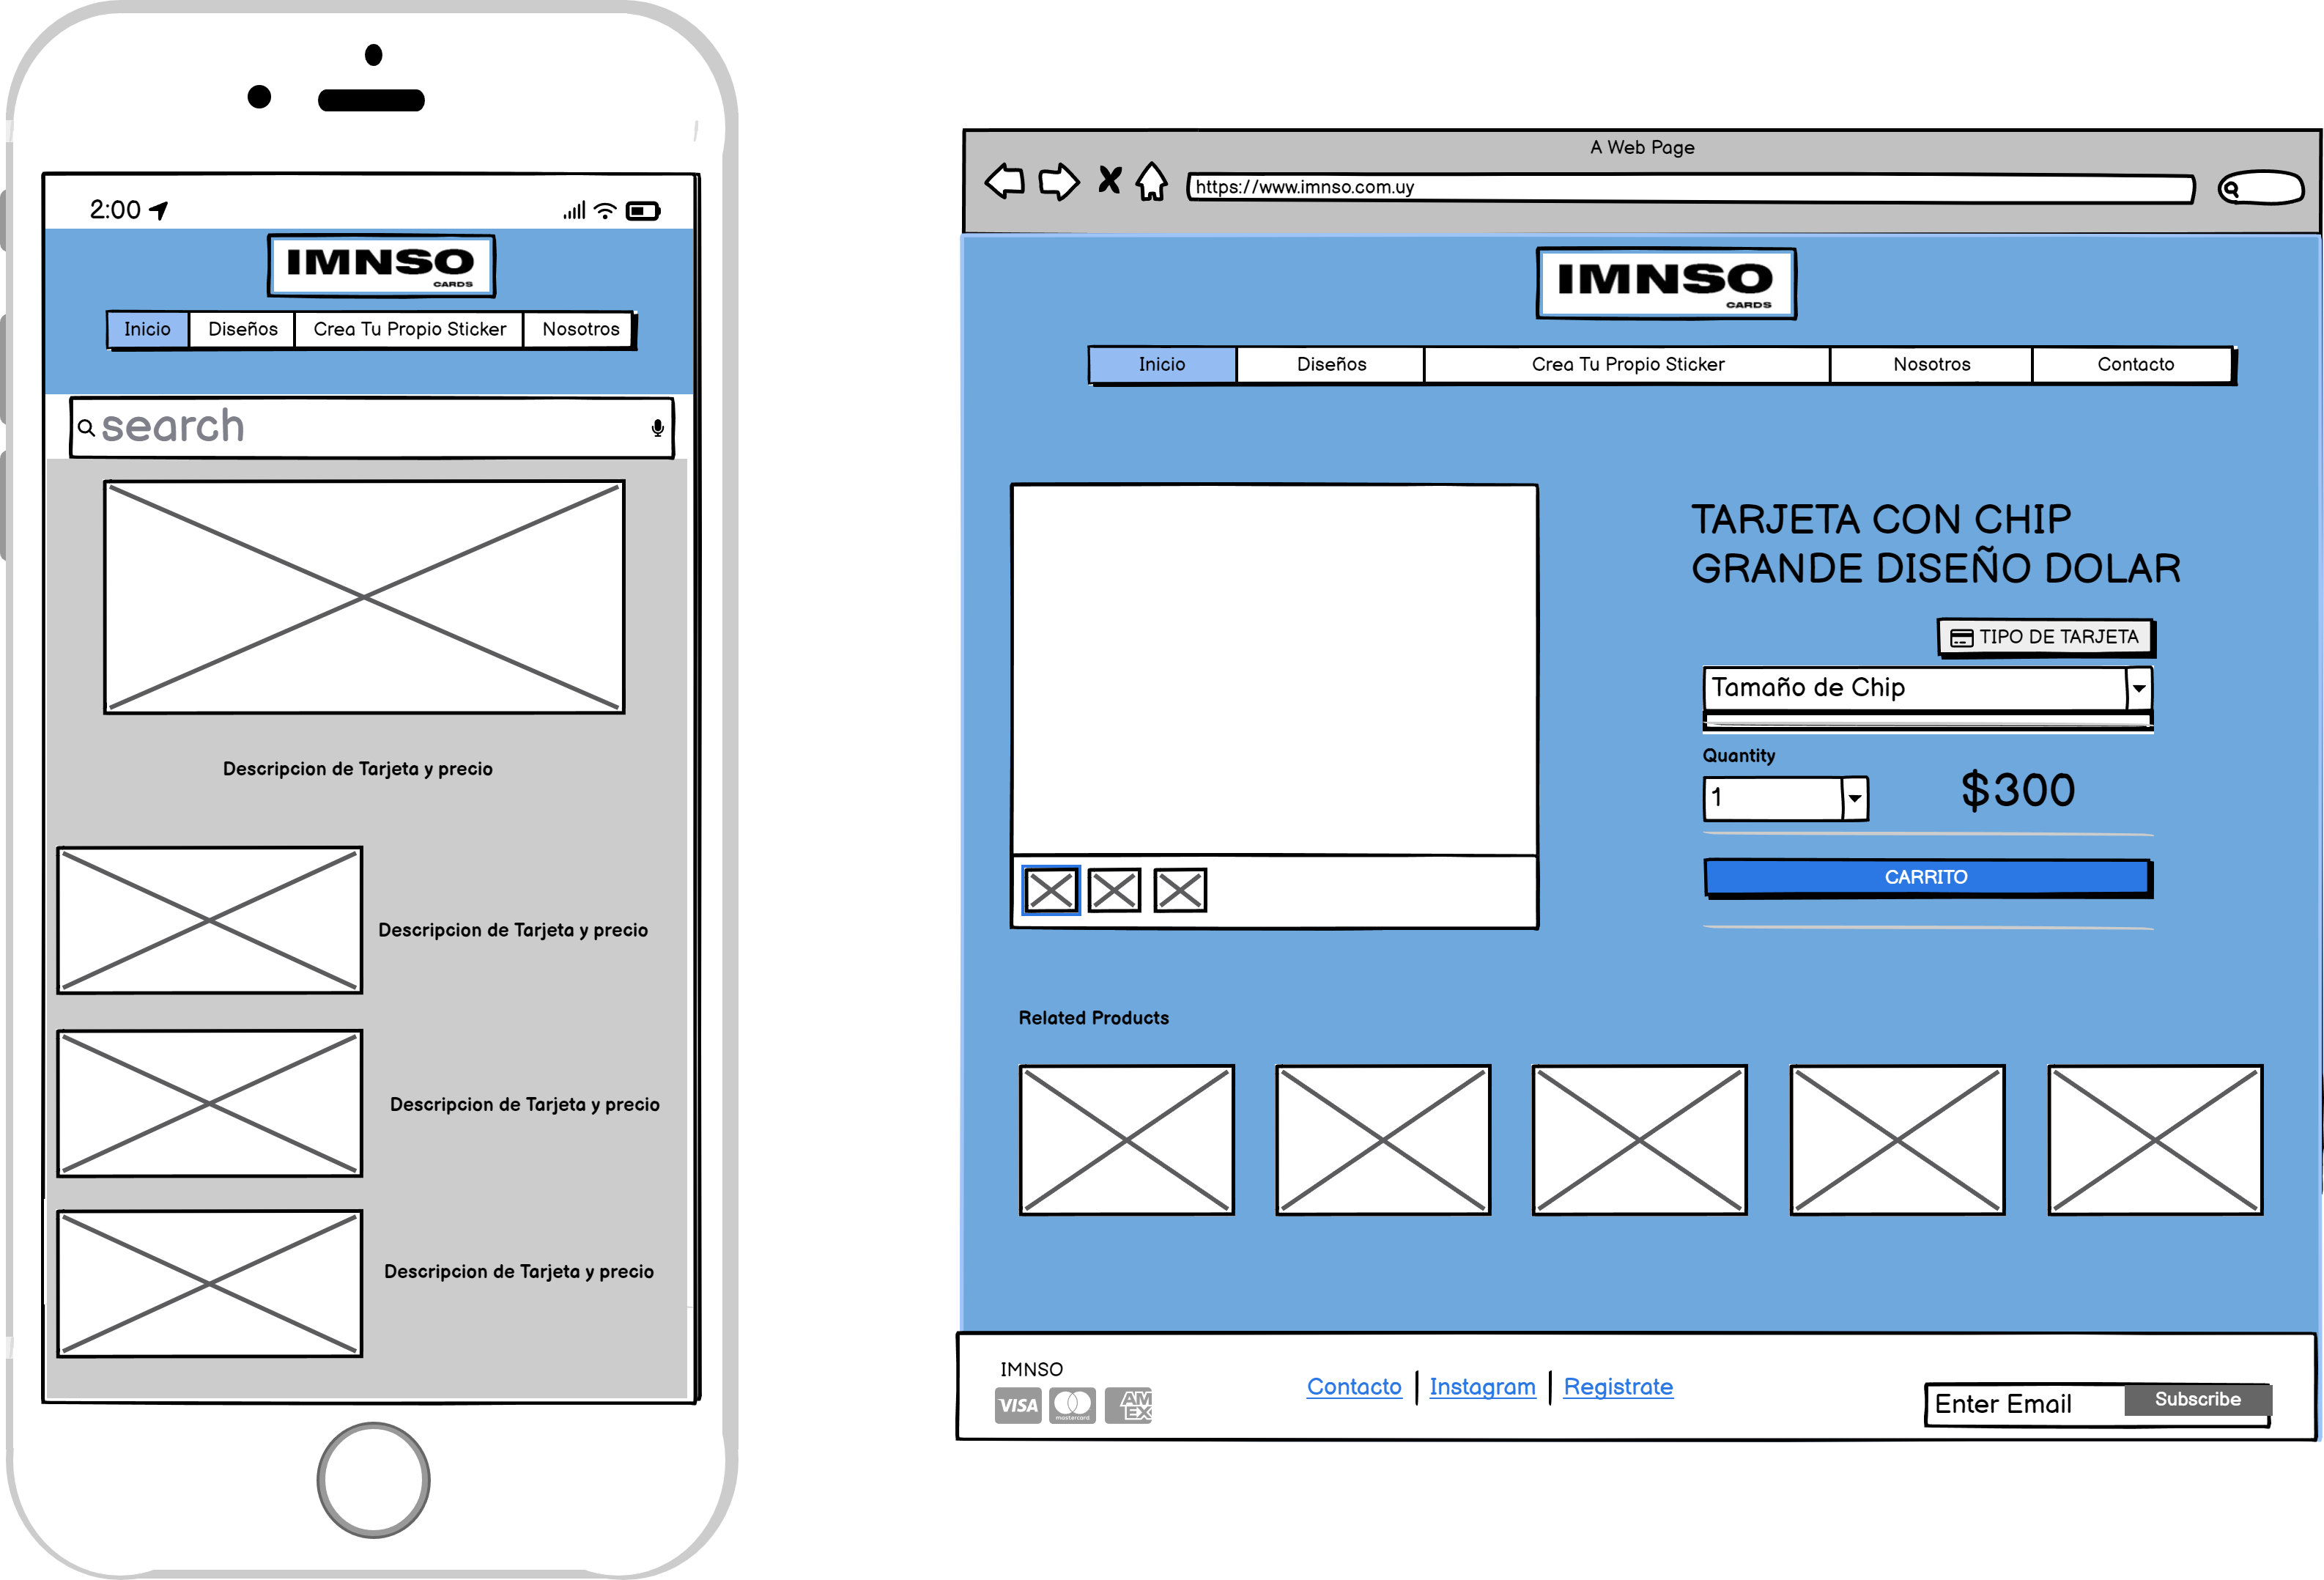 2:00
IMNSO
CARDS
Inicio Diseños Crea Tu Propio Sticker Nosotros
search
Descripcion de Tarjeta y precio
Descripcion de Tarjeta y precio
Descripcion de Tarjeta y precio
Descripcion de Tarjeta y precio
A Web Page
https://www.imnso.com.uy
IMNSO
CARDS
Inicio Diseños Crea Tu Propio Sticker Nosotros Contacto
TARJETA CON CHIP
GRANDE DISEÑO DOLAR
TIPO DE TARJETA
Tamaño de Chip
Quantity
1 $300
CARRITO
Related Products
IMNSO
VISA mastercard AM
EX
Contacto Instagram Registrate
Enter Email Subscribe